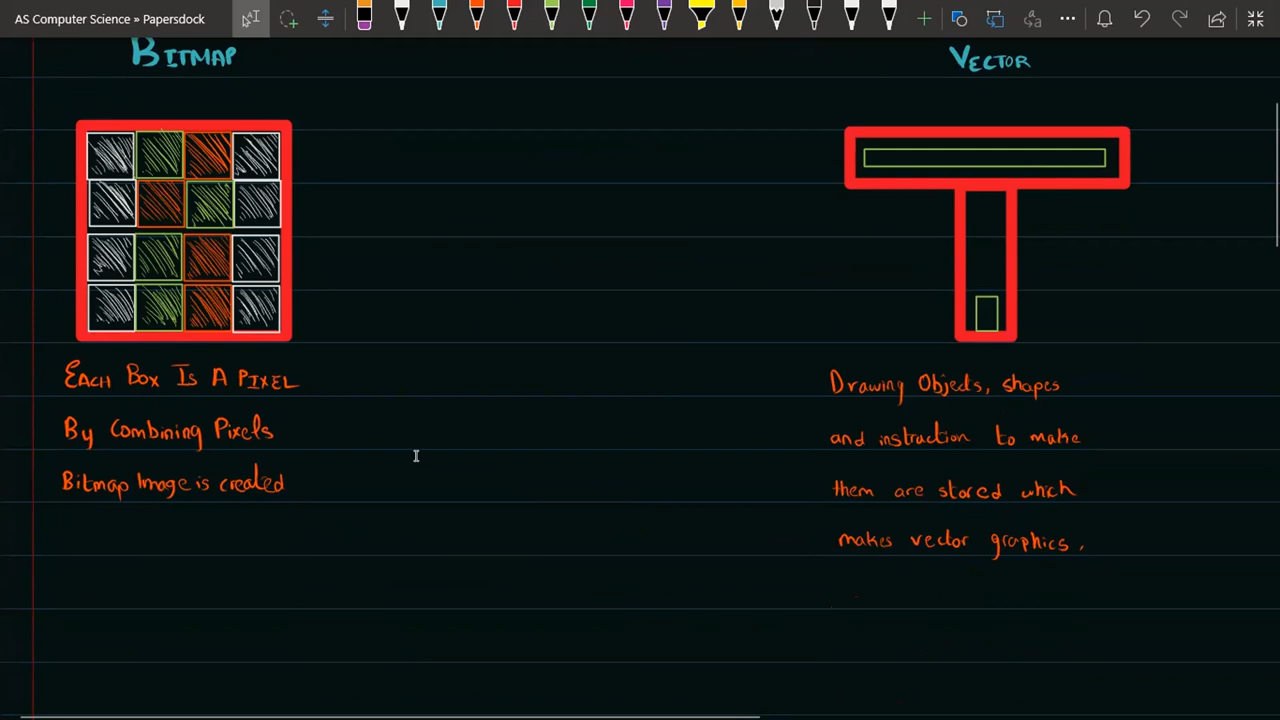 AS Computer Science » Papersdock
BITMAP
VECTOR
EACH BOX IS A PIXEL
By Combining Pixels
Bitmap Image is created
Drawing Objects, shapes
and instraction to make
them are stored which
makes vector graphics.